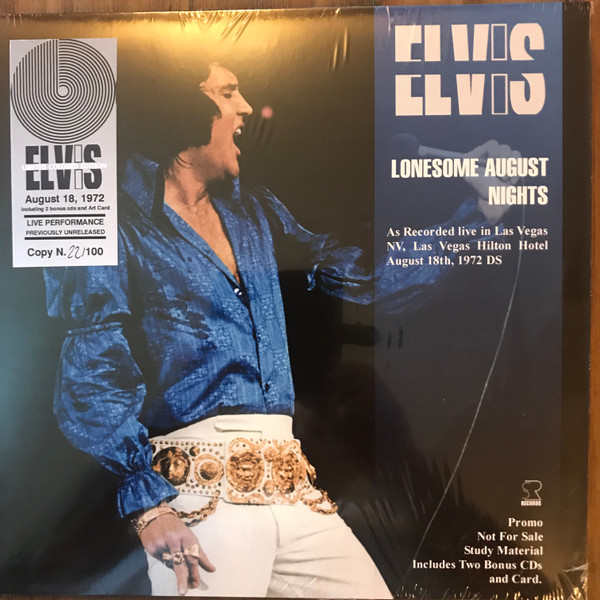 ELVIS
August 18, 1972
Including 2 bonus cds and Art Card
LIVE PERFORMANCE
PREVIOUSLY UNRELEASED
Copy N. 22/100
ELVIS
LONESOME AUGUST
NIGHTS
As Recorded live in Las Vegas
NV, Las Vegas Hilton Hotel
August 18th, 1972 DS
RECORDS
Promo
Not For Sale
Study Material
Includes Two Bonus CDs
and Card.